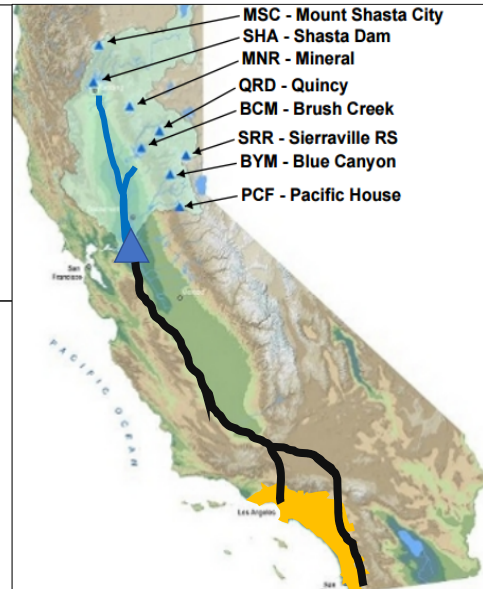 MSC - Mount Shasta City
SHA - Shasta Dam
MNR - Mineral
QRD - Quincy
BCM - Brush Creek
SRR - Sierraville RS
BYM - Blue Canyon
PCF - Pacific House
San
Francisco
PACIFIC OCEAN
Los Angeles
San